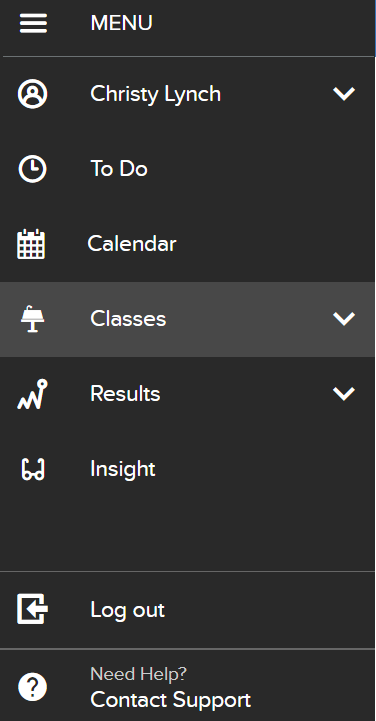 MENU
Christy Lynch
To Do
Calendar
Classes
Results
Insight
Log out
Need Help?
Contact Support